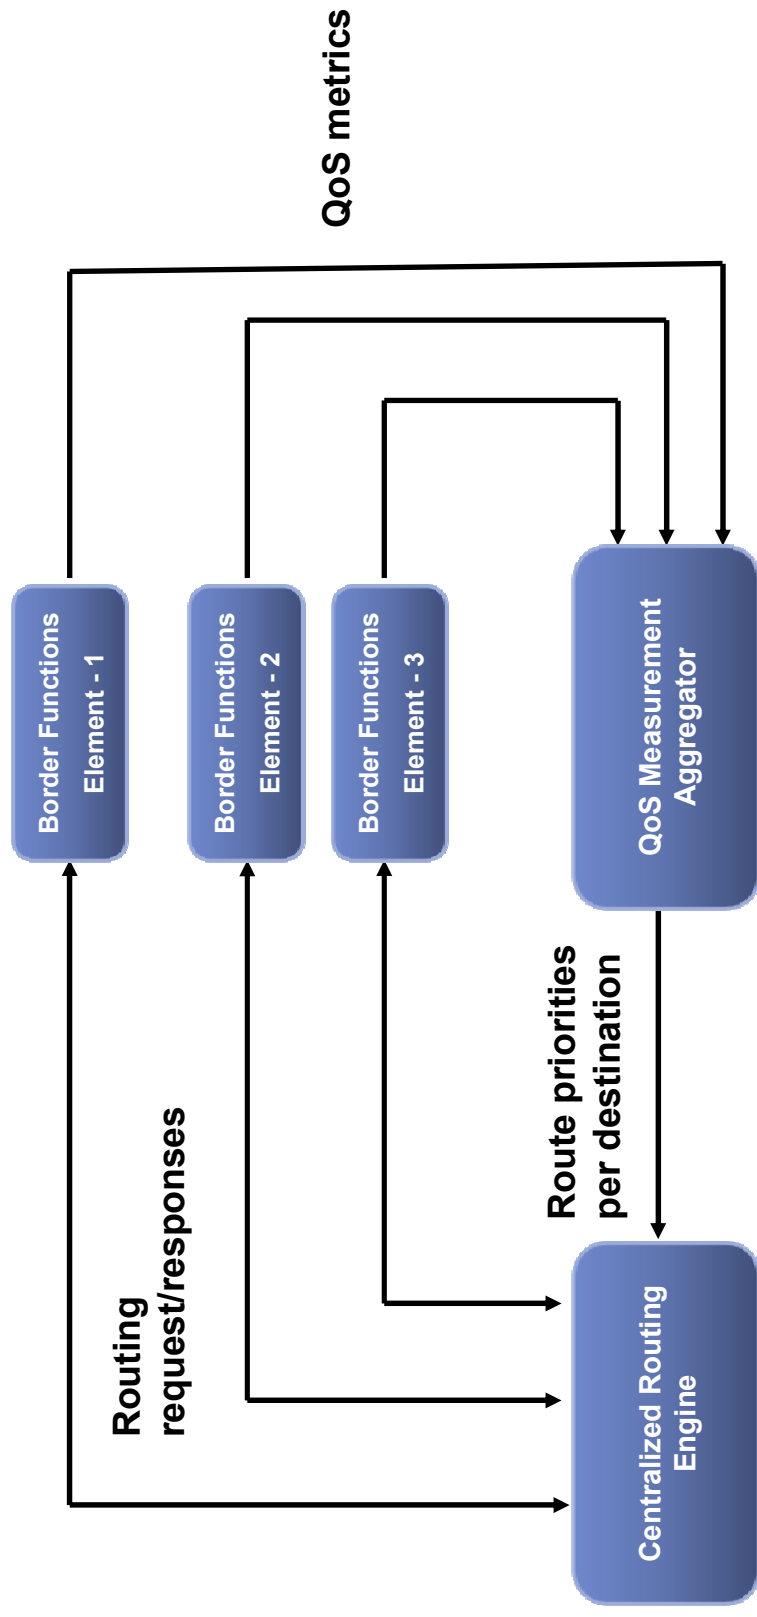 Routing
request/responses
QoS metrics
Border Functions
Element - 1
Border Functions
Element - 2
Border Functions
Element - 3
Route priorities
per destination
Centralized Routing
Engine
QoS Measurement
Aggregator